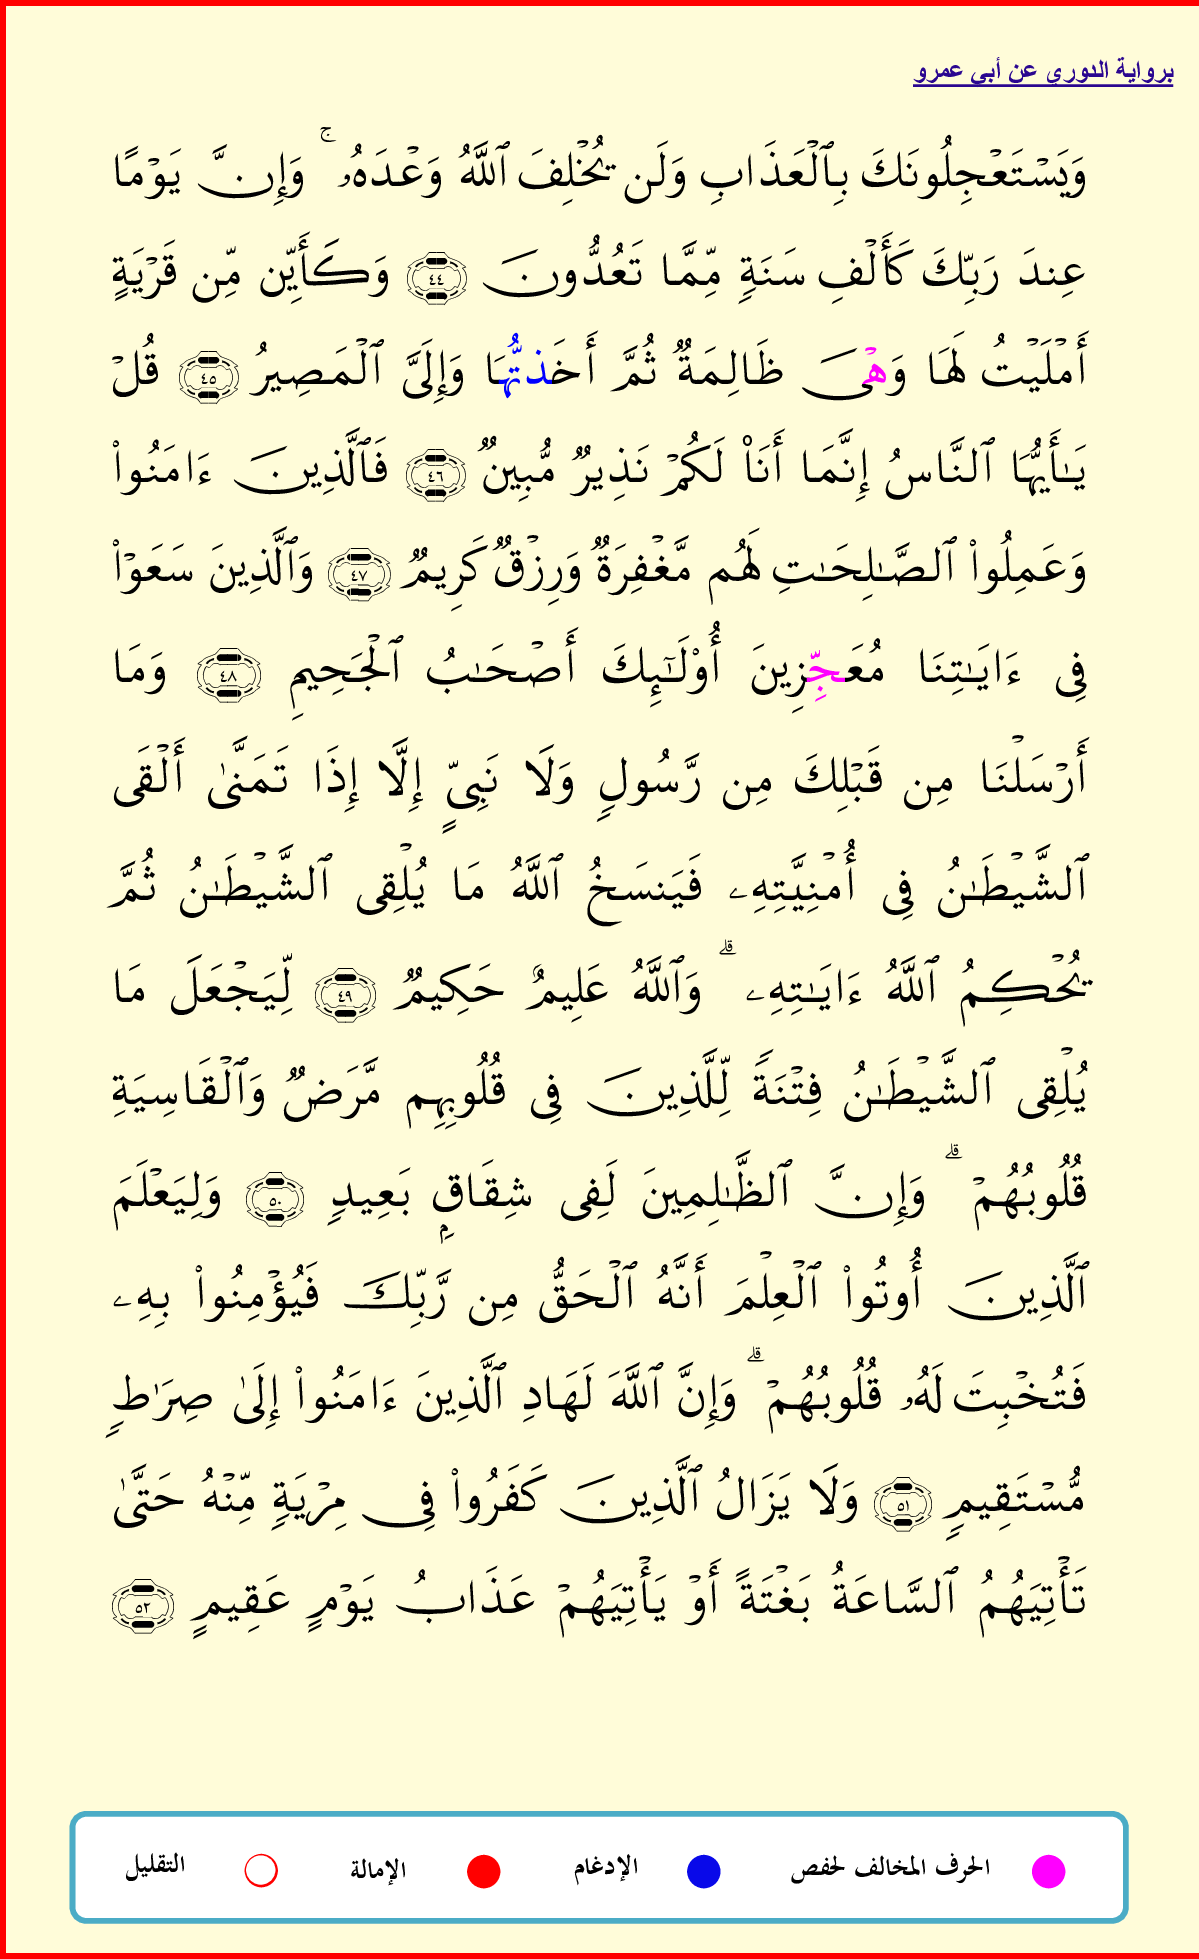 برواية الدوري عن أبي عمرو
وَيَسْتَعْجِلُونَكَ بِٱلْعَذَابِ وَلَن يُخْلِفَ ٱللَّهُ وَعْدَهُۥ ۚ وَإِنَّ يَوْمًا
عِندَ رَبِّكَ كَأَلْفِ سَنَةٍ مِّمَّا تَعُدُّونَ ٤٤ وَكَأَيِّن مِّن قَرْيَةٍ
أَمْلَيْتُ لَهَا وَهْىَ ظَالِمَةٌ ثُمَّ أَخَذتُّهَا وَإِلَىَّ ٱلْمَصِيرُ ٤٥ قُلْ
يَـٰٓأَيُّهَا ٱلنَّاسُ إِنَّمَا أَنَا۠ لَكُمْ نَذِيرٌ مُّبِينٌ ٤٦ فَٱلَّذِينَ ءَامَنُوا۟
وَعَمِلُوا۟ ٱلصَّـٰلِحَـٰتِ لَهُم مَّغْفِرَةٌ وَرِزْقٌ كَرِيمٌ ٤٧ وَٱلَّذِينَ سَعَوْا۟
فِى ءَايَـٰتِنَا مُعَجِّزِينَ أُو۟لَـٰٓئِكَ أَصْحَـٰبُ ٱلْجَحِيمِ ٤٨ وَمَا
أَرْسَلْنَا مِن قَبْلِكَ مِن رَّسُولٍ وَلَا نَبِىٍّ إِلَّا إِذَا تَمَنَّىٰ أَلْقَى
ٱلشَّيْطَـٰنُ فِى أُمْنِيَّتِهِۦ فَيَنسَخُ ٱللَّهُ مَا يُلْقِى ٱلشَّيْطَـٰنُ ثُمَّ
يُحْكِمُ ٱللَّهُ ءَايَـٰتِهِۦ ۗ وَٱللَّهُ عَلِيمٌ حَكِيمٌ ٤٩ لِّيَجْعَلَ مَا
يُلْقِى ٱلشَّيْطَـٰنُ فِتْنَةً لِّلَّذِينَ فِى قُلُوبِهِم مَّرَضٌ وَٱلْقَاسِيَةِ
قُلُوبُهُمْ ۗ وَإِنَّ ٱلظَّـٰلِمِينَ لَفِى شِقَاقٍۭ بَعِيدٍ ٥٠ وَلِيَعْلَمَ
ٱلَّذِينَ أُوتُوا۟ ٱلْعِلْمَ أَنَّهُ ٱلْحَقُّ مِن رَّبِّكَ فَيُؤْمِنُوا۟ بِهِۦ
فَتُخْبِتَ لَهُۥ قُلُوبُهُمْ ۗ وَإِنَّ ٱللَّهَ لَهَادِ ٱلَّذِينَ ءَامَنُوا۟ إِلَىٰ صِرَٰطٍ
مُّسْتَقِيمٍ ٥١ وَلَا يَزَالُ ٱلَّذِينَ كَفَرُوا۟ فِى مِرْيَةٍ مِّنْهُ حَتَّىٰ
تَأْتِيَهُمُ ٱلسَّاعَةُ بَغْتَةً أَوْ يَأْتِيَهُمْ عَذَابُ يَوْمٍ عَقِيمٍ ٥٢
الحرف المخالف لحفص الإدغام الإمالة التقليل